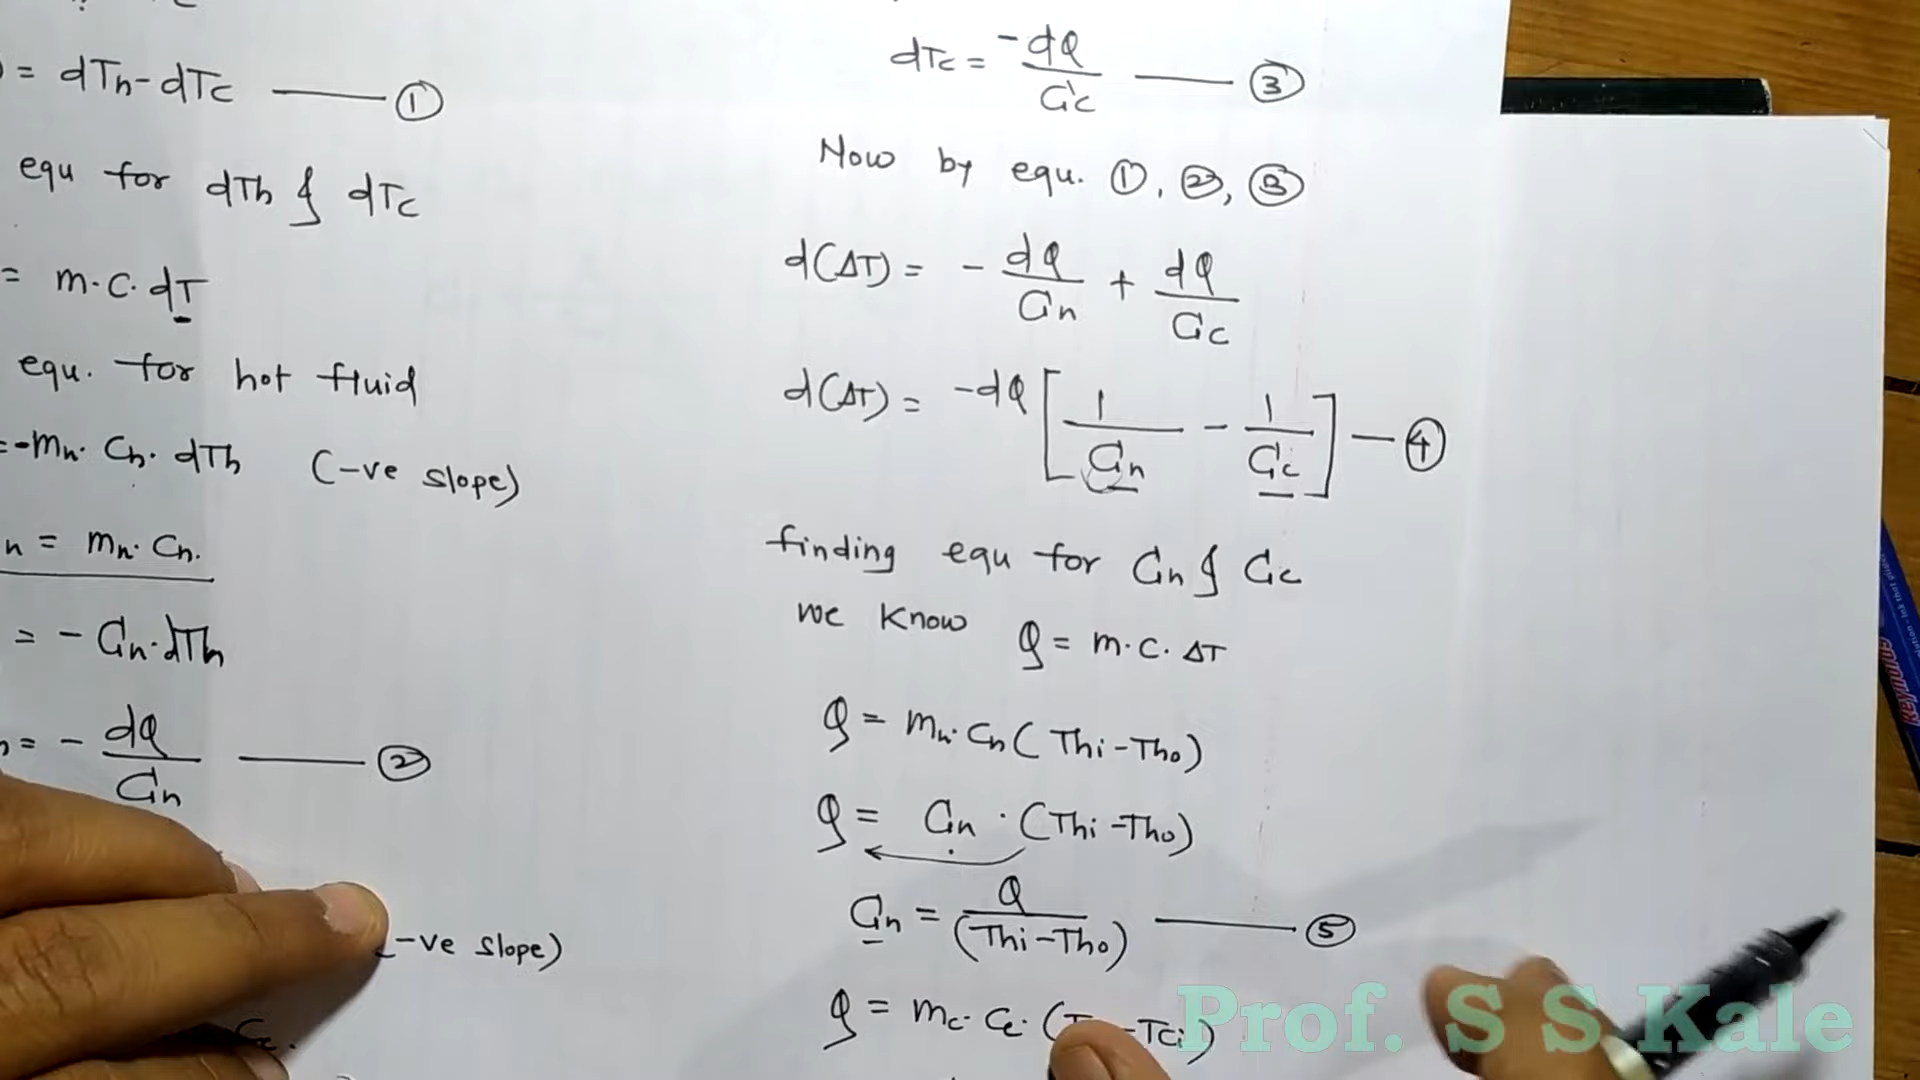 = dTh-dTc —— ①
equ for dTh & dTc
= m.c.dT
equ. for hot fluid
=-mh. Ch. dTh (-ve slope)
h = mh. Ch.
= - Gh.dTh
= - dQ/Gh —— ②
(-ve slope)
Cc.
dTc = -dQ/Gc —— ③
Now by equ. ①, ②, ③
d(ΔT) = - dQ/Gh + dQ/Gc
d(ΔT) = -dQ [1/Gh - 1/Gc] — ④
finding equ for Gh & Gc
we know Q = m.c. ΔT
Q = mh. Ch (Thi-Tho)
Q = Gh . (Thi-Tho)
Gh = Q/(Thi-Tho) —— ⑤
Q = mc. Cc. ( -Tci)
Prof. S S Kale
Reynolds